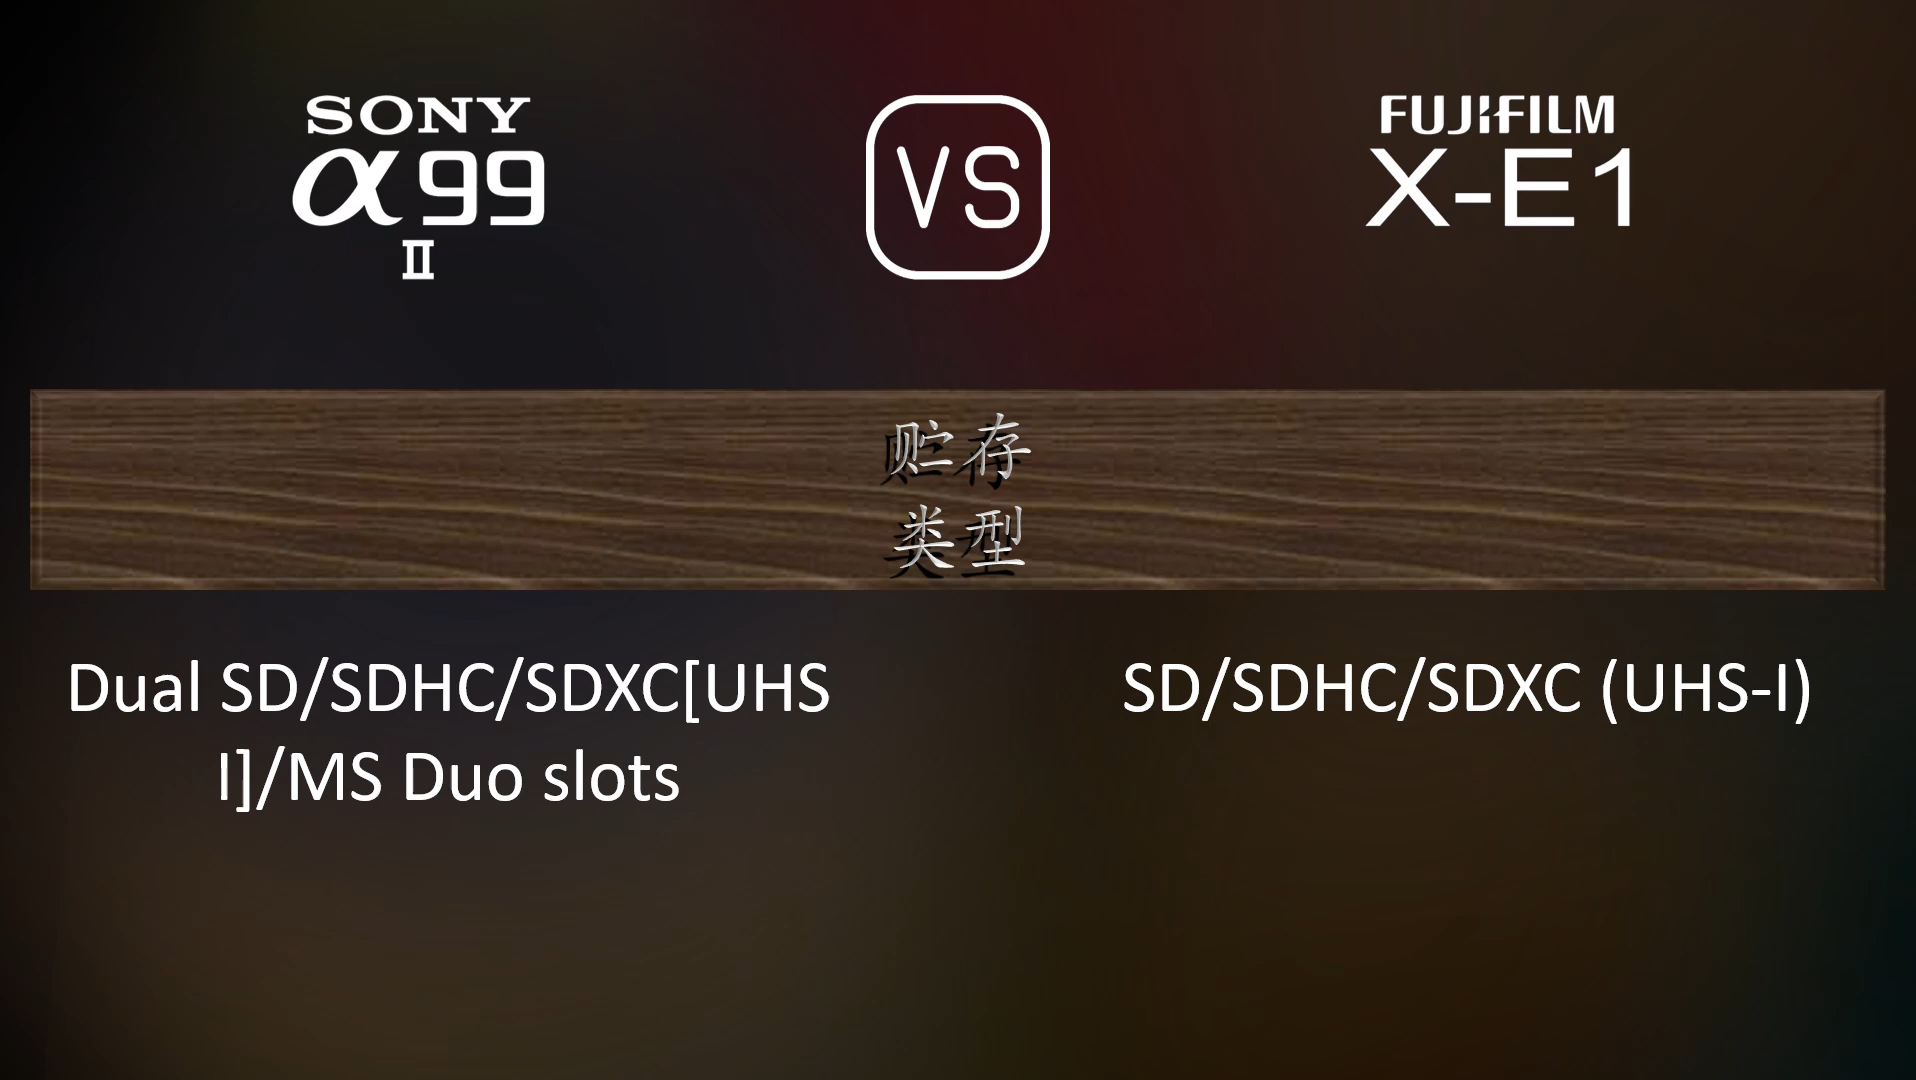 SONY
α99
II
VS
FUJIFILM
X-E1
贮存
类型
Dual SD/SDHC/SDXC[UHS
I]/MS Duo slots
SD/SDHC/SDXC (UHS-I)